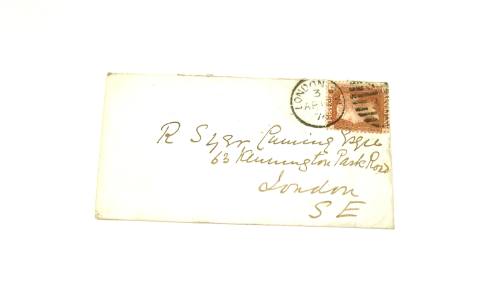 LONDON
3
AP
R Syer Cuming Esqre
63 Kennington Park Road
London
S E